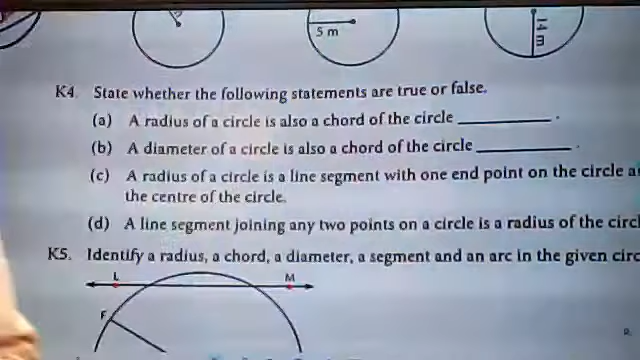 5 m
14 m
K4. State whether the following statements are true or false.
(a) A radius of a circle is also a chord of the circle ________ .
(b) A diameter of a circle is also a chord of the circle ________ .
(c) A radius of a circle is a line segment with one end point on the circle
the centre of the circle.
(d) A line segment joining any two points on a circle is a radius of the
K5. Identify a radius, a chord, a diameter, a segment and an arc in the given
L M
F